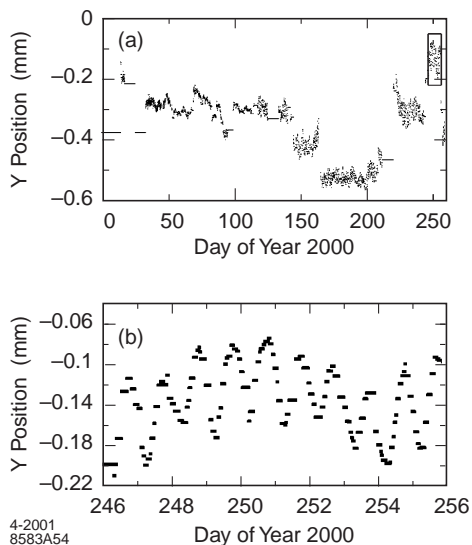 (a)
Y Position (mm)
0
–0.2
–0.4
–0.6
0 50 100 150 200 250
Day of Year 2000
(b)
Y Position (mm)
–0.06
–0.1
–0.14
–0.18
–0.22
246 248 250 252 254 256
Day of Year 2000
4-2001
8583A54